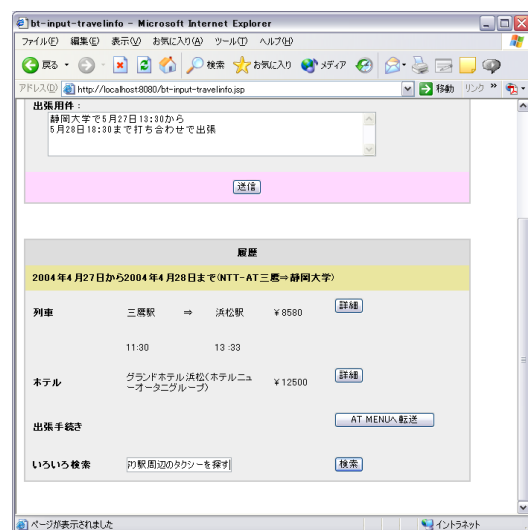 bt-input-travelinfo - Microsoft Internet Explorer
ファイル(F) 編集(E) 表示(V) お気に入り(A) ツール(T) ヘルプ(H)
戻る 検索 お気に入り メディア
アドレス(D) http://localhost:8080/bt-input-travelinfo.jsp 移動 リンク »
出張用件：
静岡大学で5月27日13:30から
5月28日18:30まで打ち合わせで出張
送信
履歴
2004年4月27日から2004年4月28日まで(NTT-AT三鷹⇒静岡大学)
列車 三鷹駅 ⇒ 浜松駅 ￥8580 詳細
11:30 13:33
ホテル グランドホテル浜松(ホテルニュ ￥12500 詳細
ーオータニグループ)
出張手続き AT MENUへ転送
いろいろ検索 駅周辺のタクシーを探す 検索
ページが表示されました イントラネット